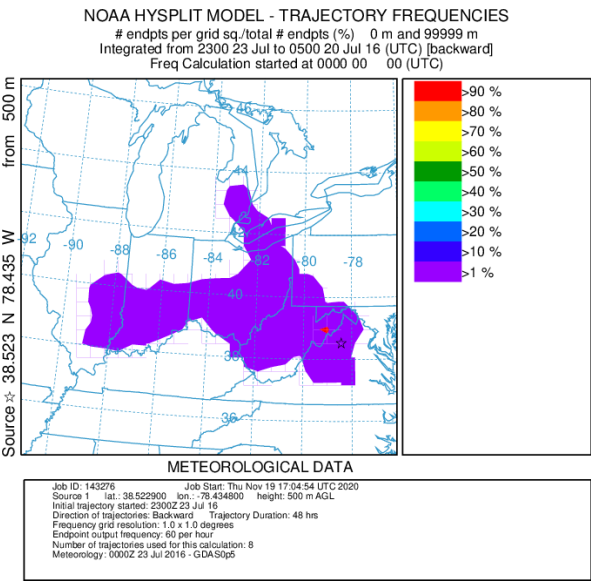 NOAA HYSPLIT MODEL - TRAJECTORY FREQUENCIES
# endpts per grid sq./total # endpts (%) 0 m and 99999 m
Integrated from 2300 23 Jul to 0500 20 Jul 16 (UTC) [backward]
Freq Calculation started at 0000 00 00 (UTC)
Source ☆ 38.523 N 78.435 W from 500 m
-92
-90
-88
-86
-84
-82
-80
-78
46
44
42
40
38
36
>90 %
>80 %
>70 %
>60 %
>50 %
>40 %
>30 %
>20 %
>10 %
>1 %
METEOROLOGICAL DATA
Job ID: 143276 Job Start: Thu Nov 19 17:04:54 UTC 2020
Source 1 lat.: 38.522900 lon.: -78.434800 height: 500 m AGL
Initial trajectory started: 2300Z 23 Jul 16
Direction of trajectories: Backward Trajectory Duration: 48 hrs
Frequency grid resolution: 1.0 x 1.0 degrees
Endpoint output frequency: 60 per hour
Number of trajectories used for this calculation: 8
Meteorology: 0000Z 23 Jul 2016 - GDAS0p5